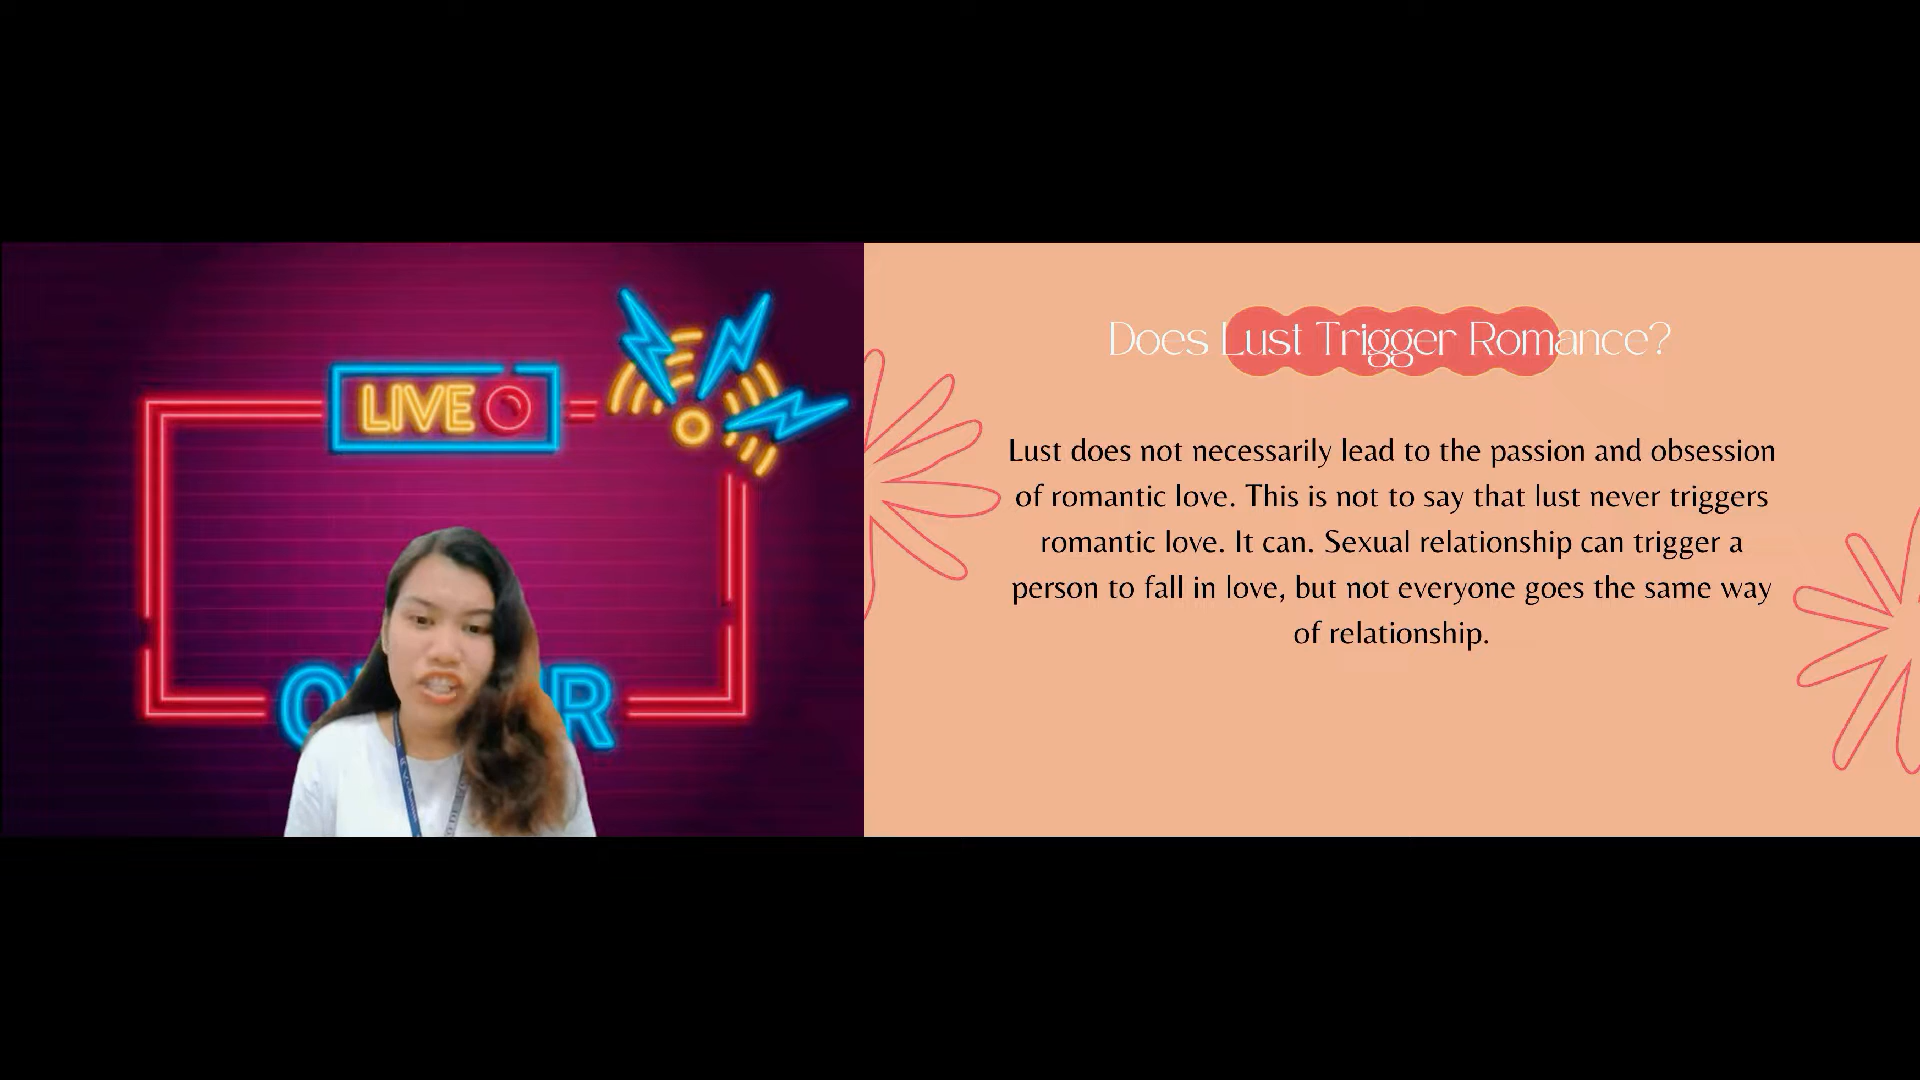 LIVE
Does Lust Trigger Romance?
Lust does not necessarily lead to the passion and obsession
of romantic love. This is not to say that lust never triggers
romantic love. It can. Sexual relationship can trigger a
person to fall in love, but not everyone goes the same way
of relationship.